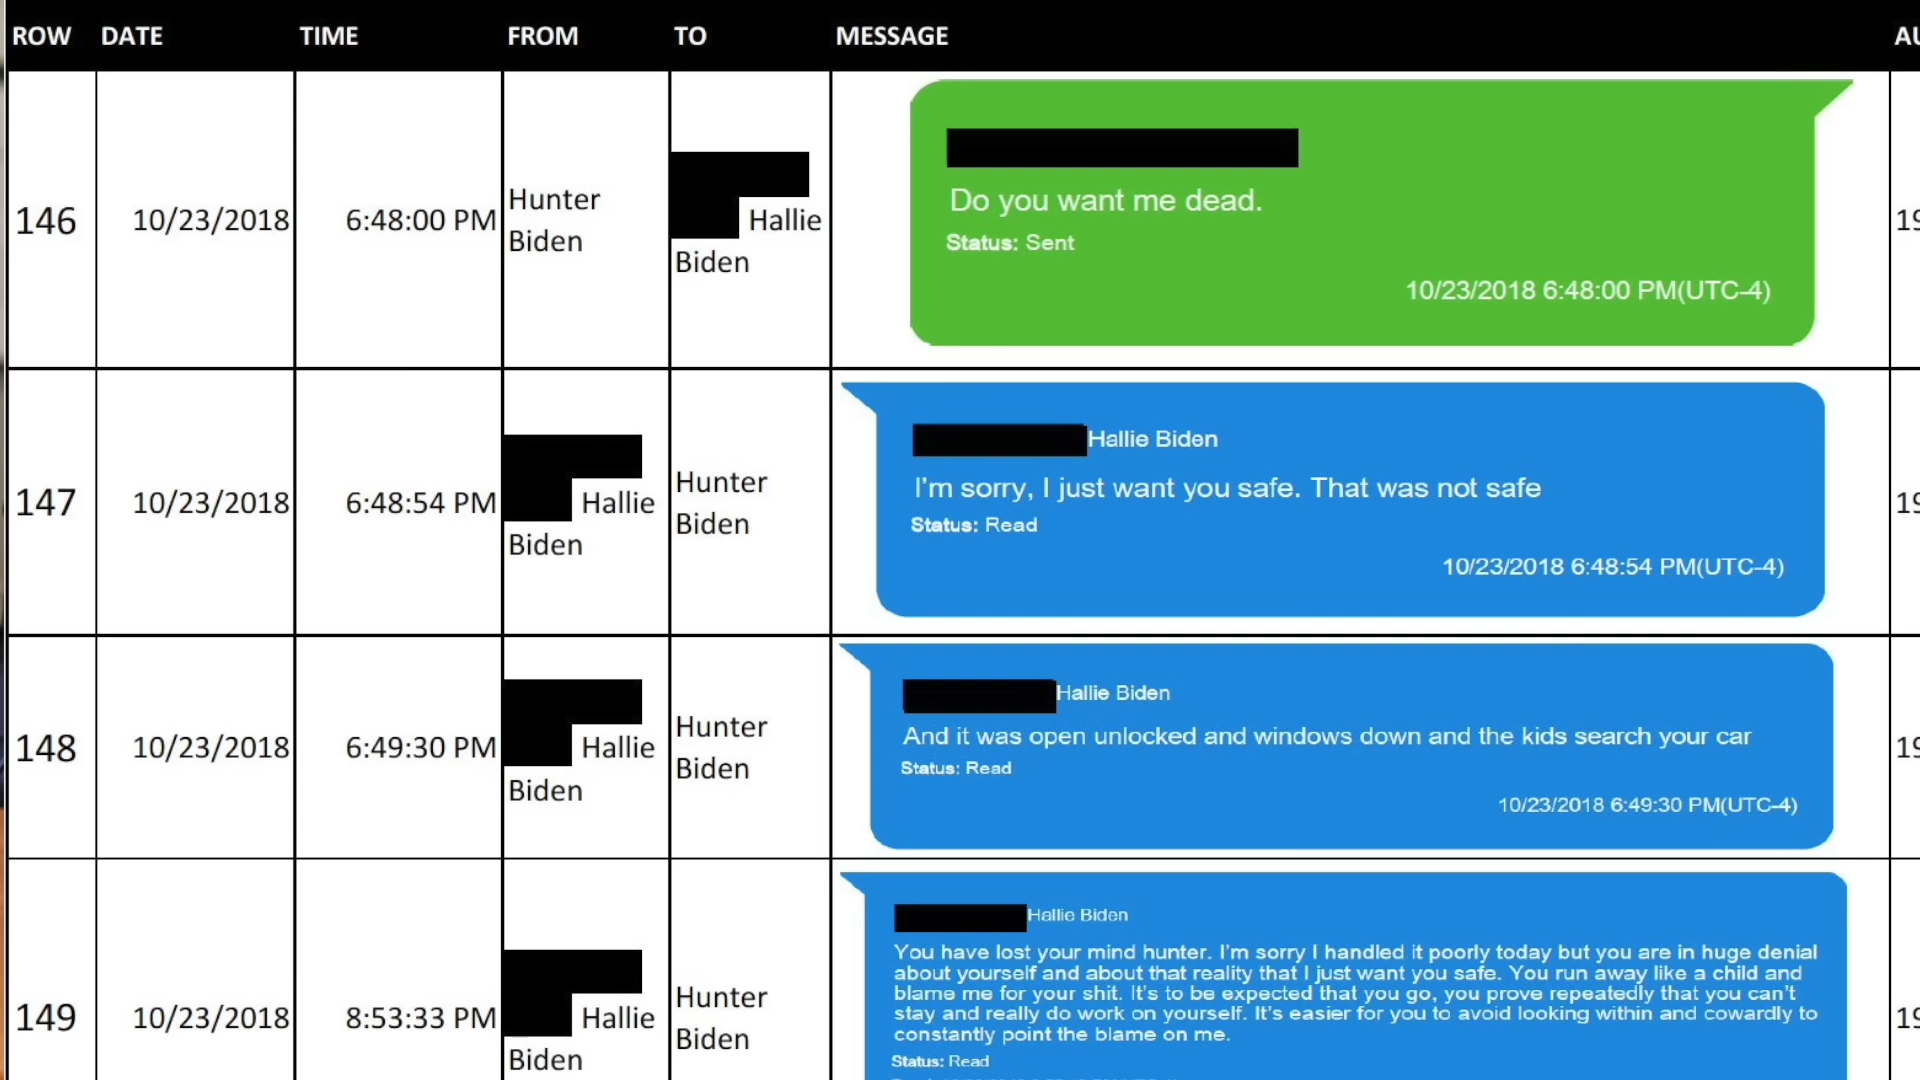 ROW DATE TIME FROM TO MESSAGE AU
146 10/23/2018 6:48:00 PM
Hunter
Biden
Hallie
Biden
Do you want me dead.
Status: Sent
10/23/2018 6:48:00 PM(UTC-4)
19
147 10/23/2018 6:48:54 PM
Hallie
Biden
Hunter
Biden
Hallie Biden
I'm sorry, I just want you safe. That was not safe
Status: Read
10/23/2018 6:48:54 PM(UTC-4)
19
148 10/23/2018 6:49:30 PM
Hallie
Biden
Hunter
Biden
Hallie Biden
And it was open unlocked and windows down and the kids search your car
Status: Read
10/23/2018 6:49:30 PM(UTC-4)
19
149 10/23/2018 8:53:33 PM
Hallie
Biden
Hunter
Biden
Hallie Biden
You have lost your mind hunter. I'm sorry I handled it poorly today but you are in huge denial
about yourself and about that reality that I just want you safe. You run away like a child and
blame me for your shit. It's to be expected that you go, you prove repeatedly that you can't
stay and really do work on yourself. It's easier for you to avoid looking within and cowardly to
constantly point the blame on me.
Status: Read
19